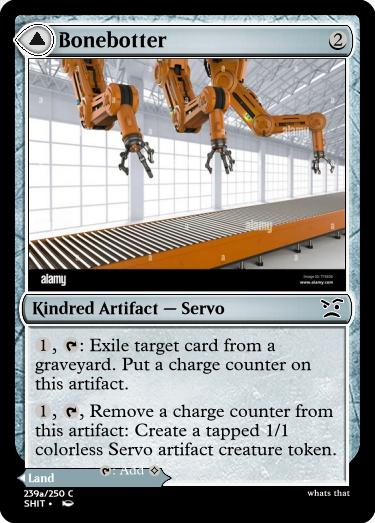 Bonebotter
2
alamy
alamy
alamy
www.alamy.com
Kindred Artifact — Servo
1, : Exile target card from a
graveyard. Put a charge counter on
this artifact.
1, , Remove a charge counter from
this artifact: Create a tapped 1/1
colorless Servo artifact creature token.
Land
: Add
239a/250 C
SHIT •
whats that